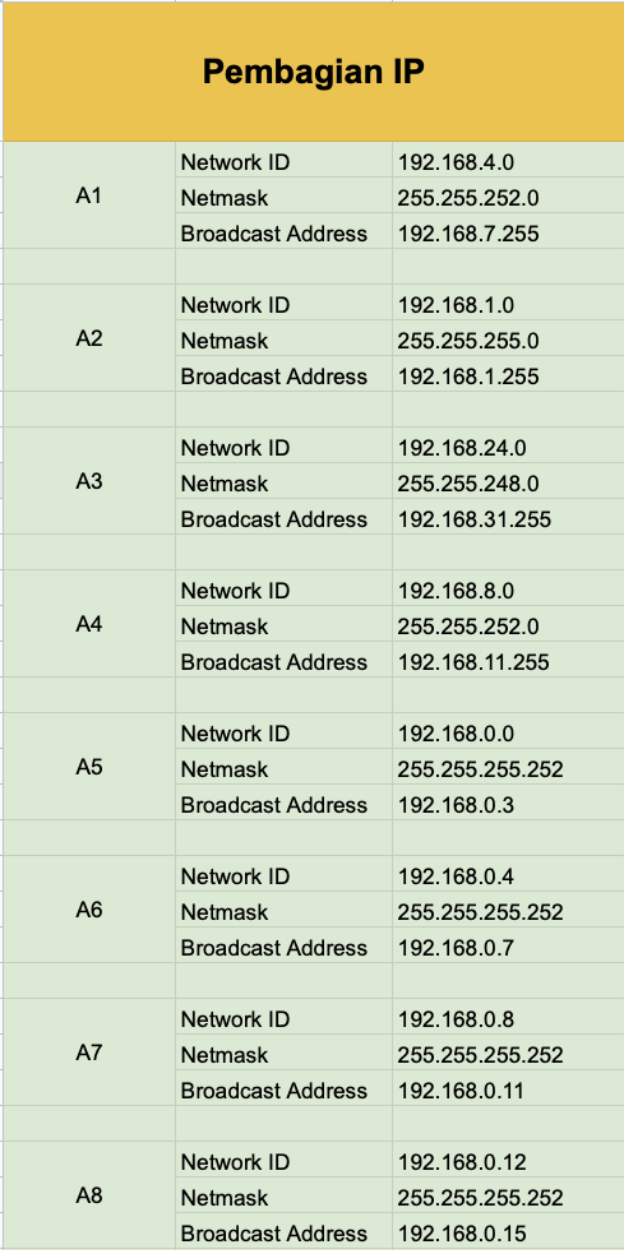 Pembagian IP
A1
Network ID 192.168.4.0
Netmask 255.255.252.0
Broadcast Address 192.168.7.255
A2
Network ID 192.168.1.0
Netmask 255.255.255.0
Broadcast Address 192.168.1.255
A3
Network ID 192.168.24.0
Netmask 255.255.248.0
Broadcast Address 192.168.31.255
A4
Network ID 192.168.8.0
Netmask 255.255.252.0
Broadcast Address 192.168.11.255
A5
Network ID 192.168.0.0
Netmask 255.255.255.252
Broadcast Address 192.168.0.3
A6
Network ID 192.168.0.4
Netmask 255.255.255.252
Broadcast Address 192.168.0.7
A7
Network ID 192.168.0.8
Netmask 255.255.255.252
Broadcast Address 192.168.0.11
A8
Network ID 192.168.0.12
Netmask 255.255.255.252
Broadcast Address 192.168.0.15